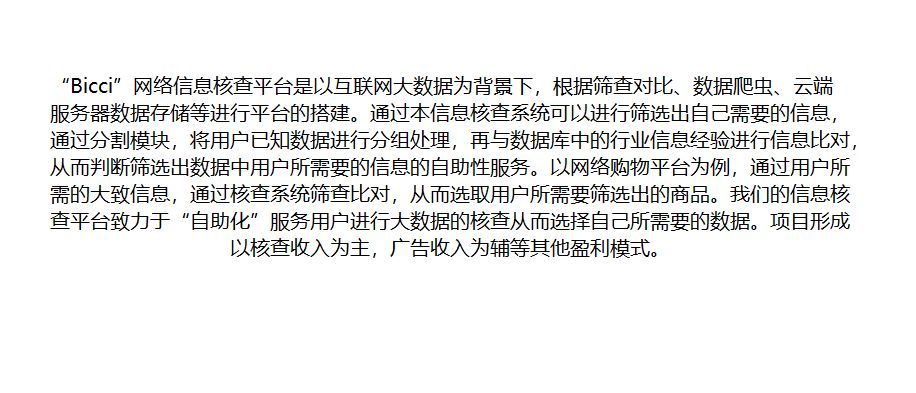 “Bicci”网络信息核查平台是以互联网大数据为背景下，根据筛查对比、数据爬虫、云端
服务器数据存储等进行平台的搭建。通过本信息核查系统可以进行筛选出自己需要的信息，
通过分割模块，将用户已知数据进行分组处理，再与数据库中的行业信息经验进行信息比对，
从而判断筛选出数据中用户所需要的信息的自助性服务。以网络购物平台为例，通过用户所
需的大致信息，通过核查系统筛查比对，从而选取用户所需要筛选出的商品。我们的信息核
查平台致力于“自助化”服务用户进行大数据的核查从而选择自己所需要的数据。项目形成
以核查收入为主，广告收入为辅等其他盈利模式。